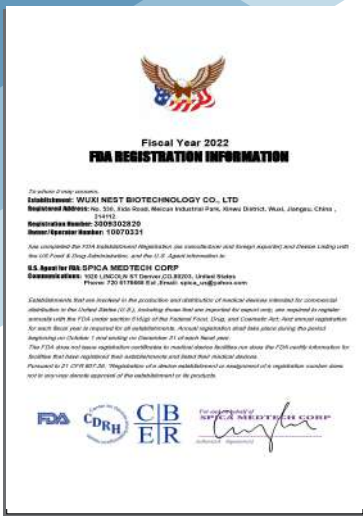 Fiscal Year 2022
FDA REGISTRATION INFORMATION
To whom it may concern,
Establishment: WUXI NEST BIOTECHNOLOGY CO., LTD
Registered Address: No. 530, Xida Road, Meicun Industrial Park, Xinwu District, Wuxi, Jiangsu, China ,
214112
Registration Number: 3009302820
Owner/Operator Number: 10070331
has completed the FDA Establishment Registration (as manufacturer and foreign exporter) and Device Listing with
the US Food & Drug Administration, and the U.S. Agent information is:
U.S. Agent for FDA: SPICA MEDTECH CORP
Communications: 1020 LINCOLN ST Denver,CO,80203, United States
Phone: 720 Ext ,Email: spica_us@yahoo.com
Establishments that are involved in the production and distribution of medical devices intended for commercial
distribution in the United States (U.S.), including those that are imported for export only, are required to register
annually with the FDA under section 510(g) of the Federal Food, Drug, and Cosmetic Act. And annual registration
for each fiscal year is required for all establishments. Annual registration shall take place during the period
beginning on October 1 and ending on December 31 of each fiscal year.
The FDA does not issue registration certificates to medical device facilities nor does the FDA certify information for
facilities that have registered their establishments and listed their medical devices.
Pursuant to 21 CFR 807.39, "Registration of a device establishment or assignment of a registration number does
not in any way denote approval of the establishment or its products.
FDA
CDRH
CBER
For and on behalf of
SPICA MEDTECH CORP
Authorized Signature(s)